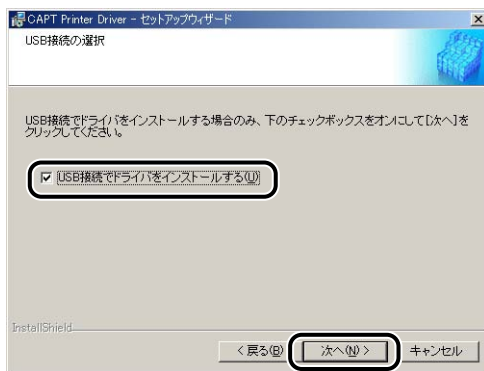 CAPT Printer Driver - セットアップウィザード
USB接続の選択
USB接続でドライバをインストールする場合のみ、下のチェックボックスをオンにして[次へ]を
クリックしてください。
USB接続でドライバをインストールする(U)
InstallShield
< 戻る(B)
次へ(N) >
キャンセル